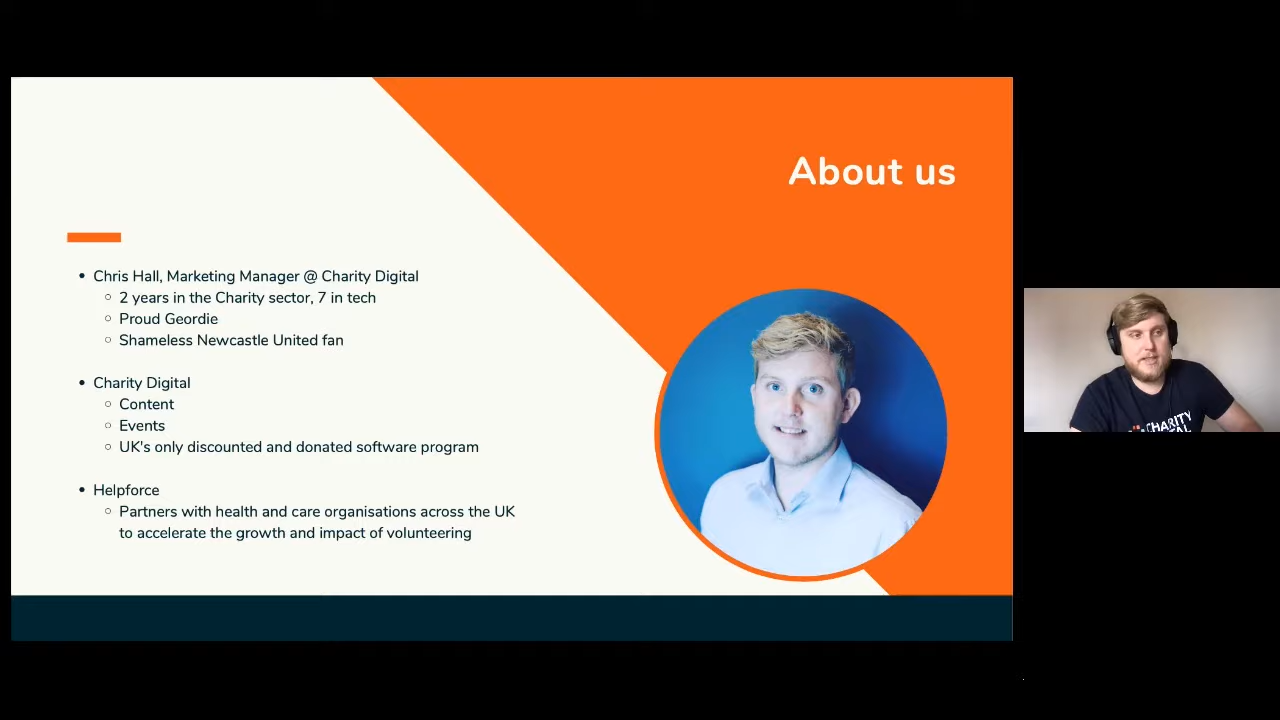 About us
Chris Hall, Marketing Manager @ Charity Digital
2 years in the Charity sector, 7 in tech
Proud Geordie
Shameless Newcastle United fan
Charity Digital
Content
Events
UK's only discounted and donated software program
Helpforce
Partners with health and care organisations across the UK
to accelerate the growth and impact of volunteering
CHARITY